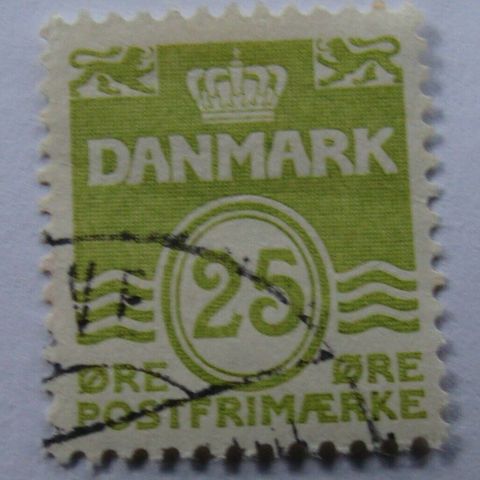 DANMARK
25
ØRE ØRE
POSTFRIMÆRKE